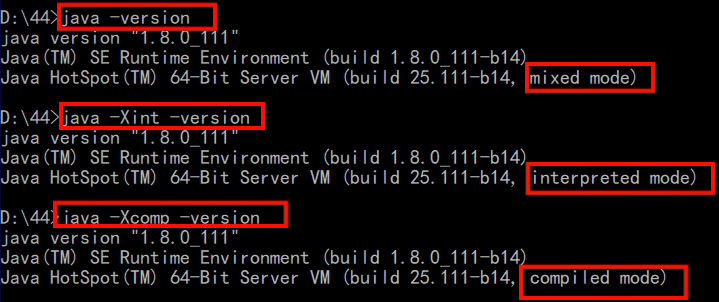 D:\44>java -version
java version "1.8.0_111"
Java(TM) SE Runtime Environment (build 1.8.0_111-b14)
Java HotSpot(TM) 64-Bit Server VM (build 25.111-b14, mixed mode)
D:\44>java -Xint -version
java version "1.8.0_111"
Java(TM) SE Runtime Environment (build 1.8.0_111-b14)
Java HotSpot(TM) 64-Bit Server VM (build 25.111-b14, interpreted mode)
D:\44>java -Xcomp -version
java version "1.8.0_111"
Java(TM) SE Runtime Environment (build 1.8.0_111-b14)
Java HotSpot(TM) 64-Bit Server VM (build 25.111-b14, compiled mode)